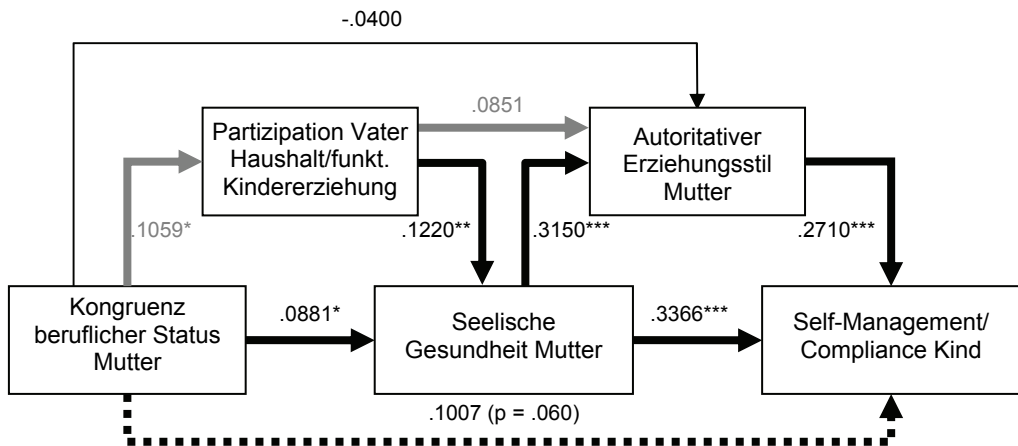 -.0400
.0851
Partizipation Vater
Haushalt/funkt.
Kindererziehung
Autoritativer
Erziehungsstil
Mutter
.1059*
.1220**
.3150***
.2710***
Kongruenz
beruflicher Status
Mutter
.0881*
Seelische
Gesundheit Mutter
.3366***
Self-Management/
Compliance Kind
.1007 (p = .060)